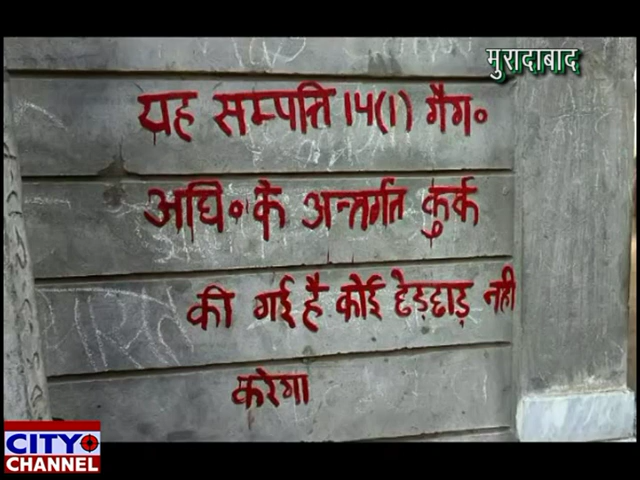 मुरादाबाद
यह सम्पत्ति 14(1) गैग०
अधि० के अन्तर्गत कुर्क
की गई है कोई छेड़छाड़ नही
करेगा
CITY
CHANNEL